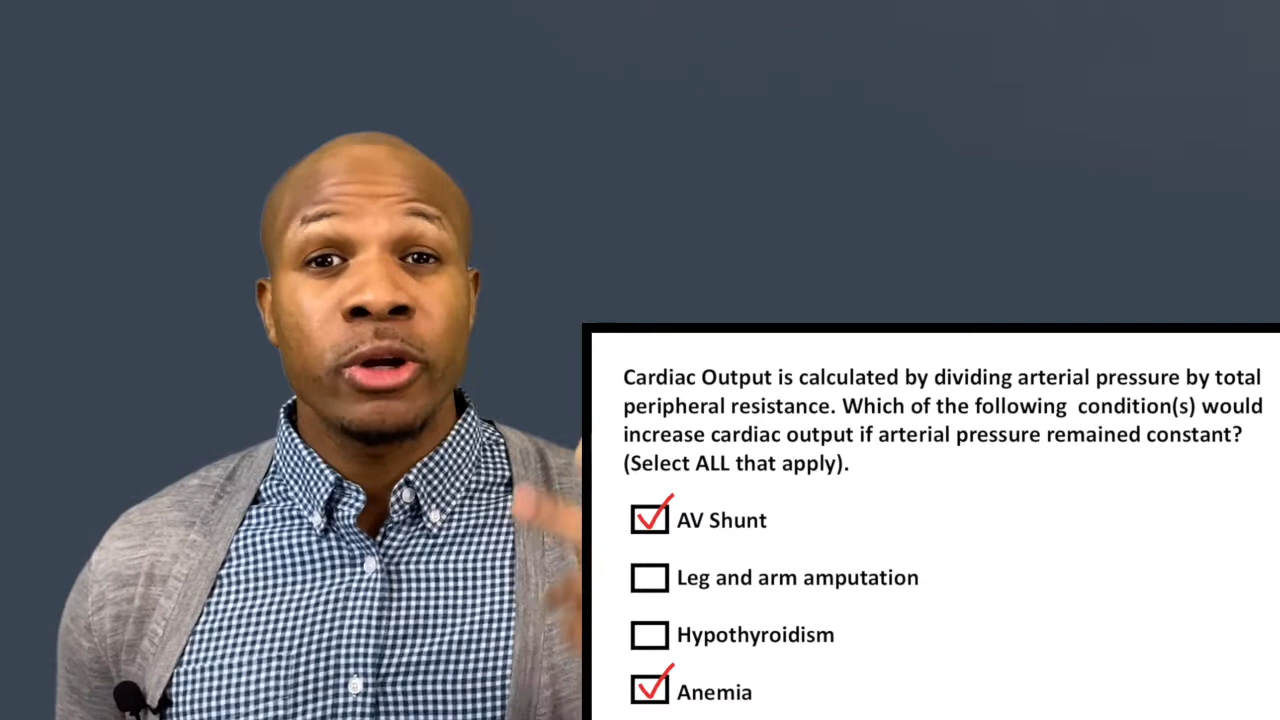 Cardiac Output is calculated by dividing arterial pressure by total
peripheral resistance. Which of the following  condition(s) would
increase cardiac output if arterial pressure remained constant?
(Select ALL that apply).
AV Shunt
Leg and arm amputation
Hypothyroidism
Anemia